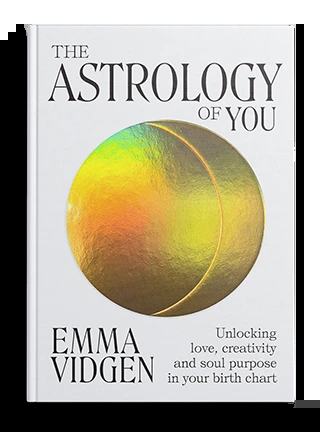 THE
ASTROLOGY
OF YOU
EMMA
VIDGEN
Unlocking
love, creativity
and soul purpose
in your birth chart